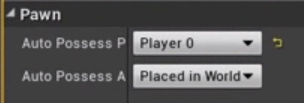 Pawn
Auto Possess P Player 0
Auto Possess A Placed in World